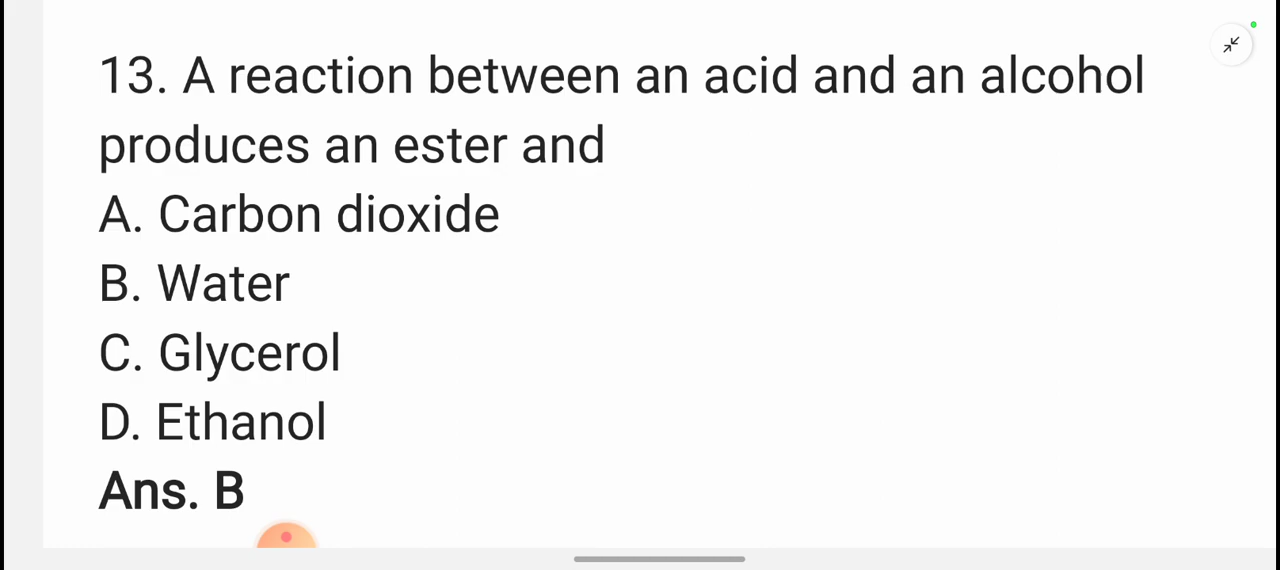 13. A reaction between an acid and an alcohol
produces an ester and
A. Carbon dioxide
B. Water
C. Glycerol
D. Ethanol
Ans. B